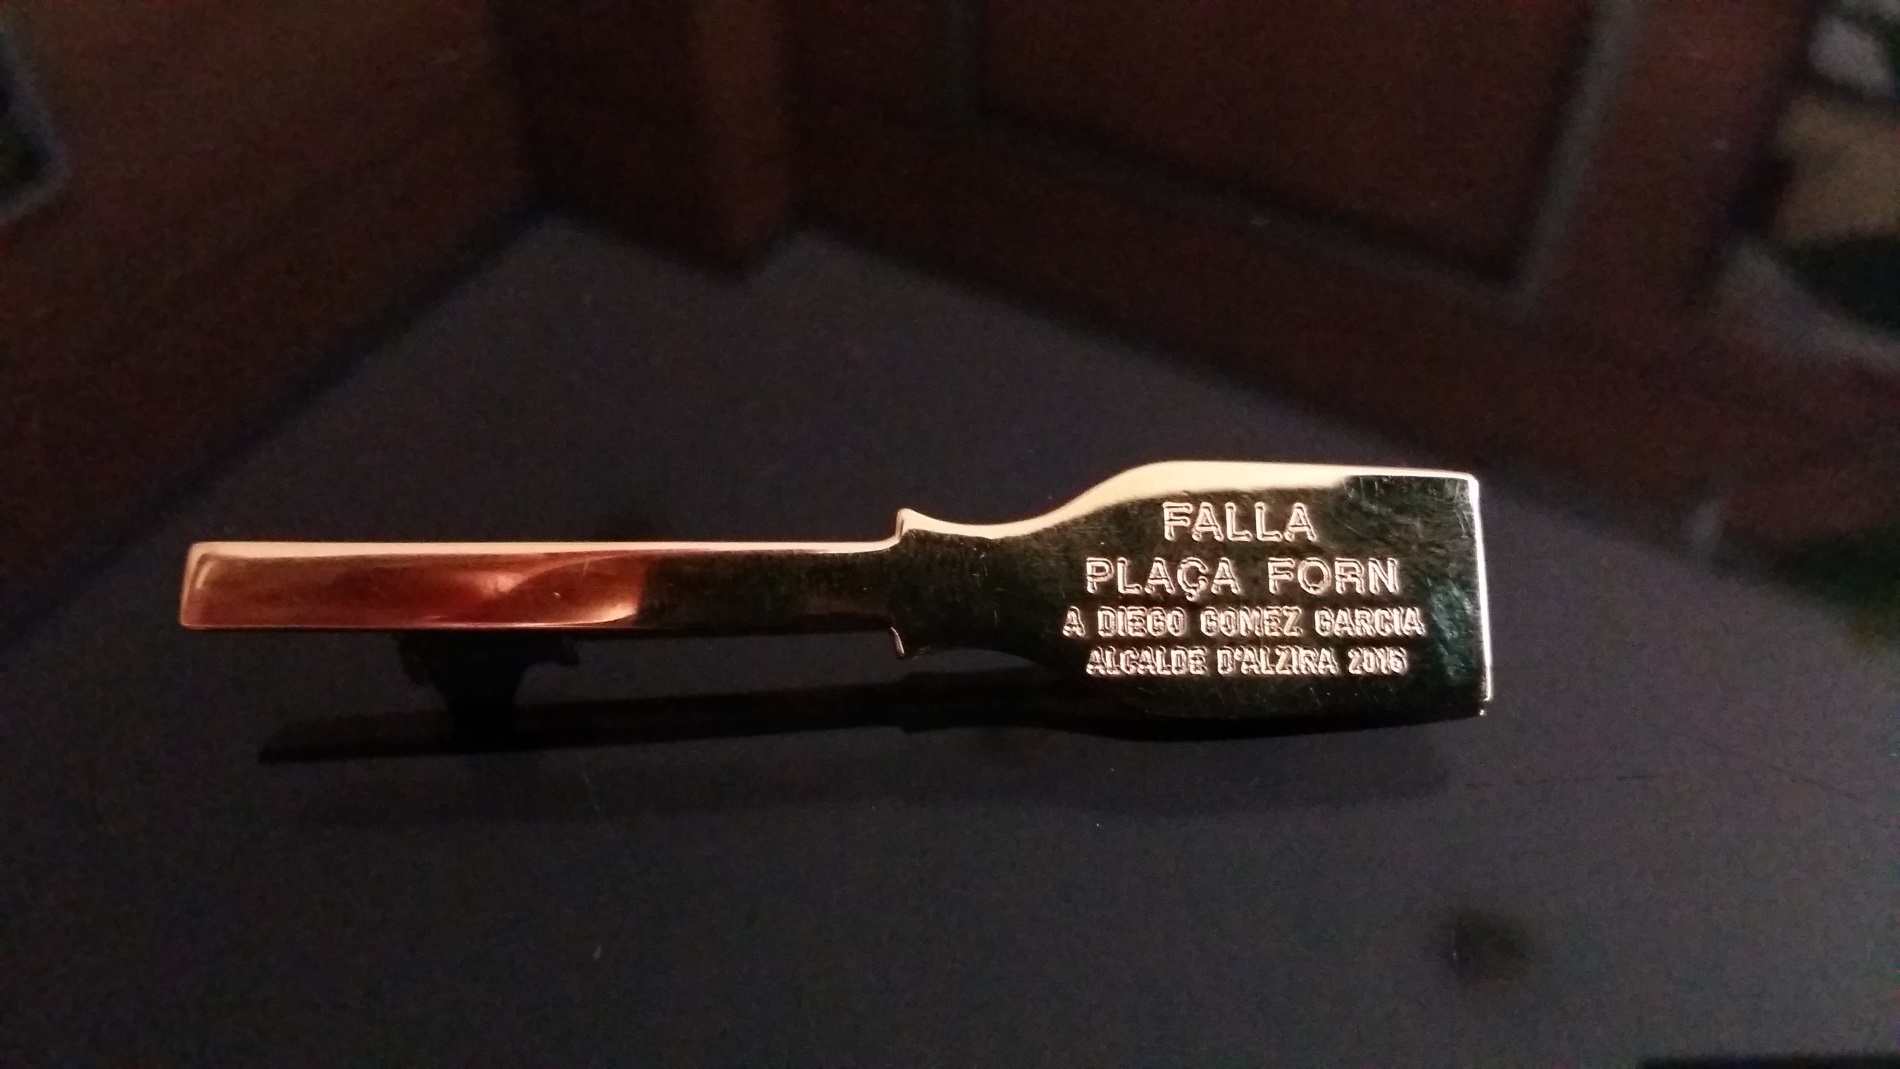 FALLA
PLAÇA FORN
A DIEGO GOMEZ GARCIA
ALCALDE D'ALZIRA 2015